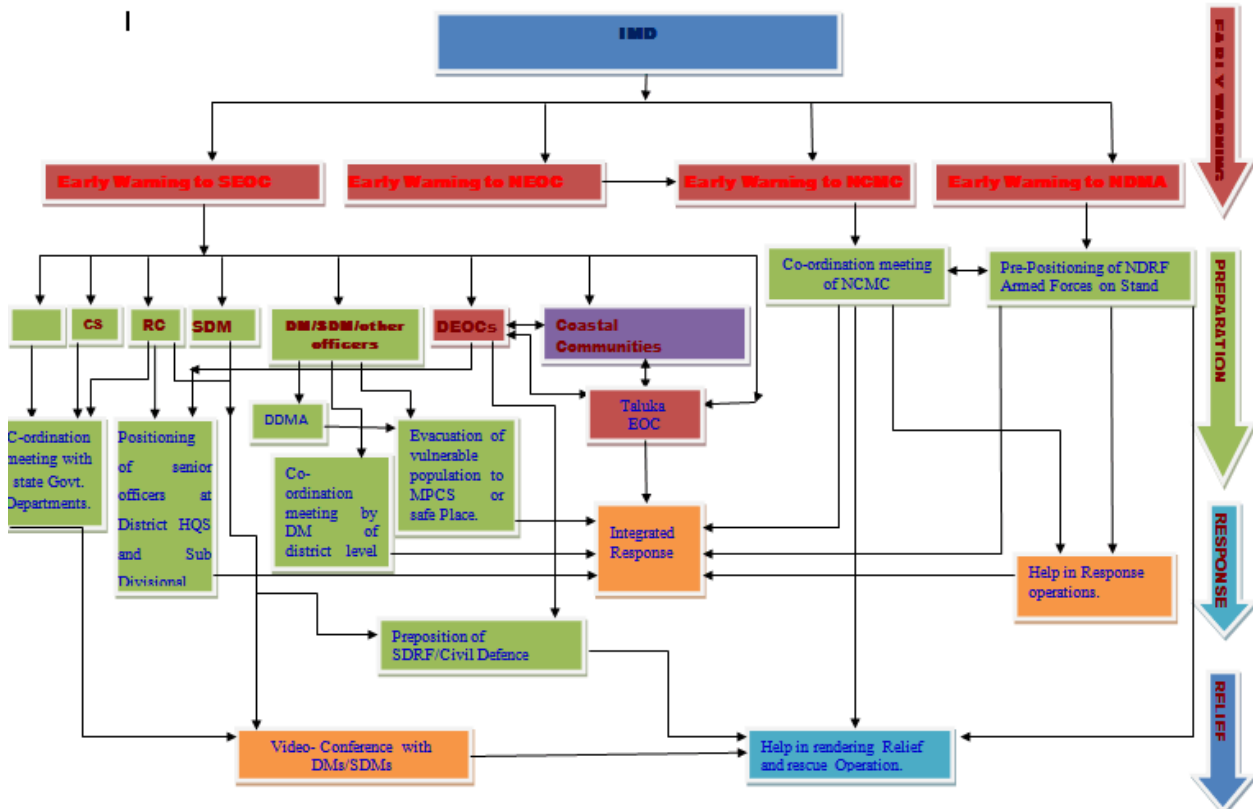 I
IMD
EARLY WARNING
Early Warning to SEOC
Early Warning to NEOC
Early Warning to NCMC
Early Warning to NDMA
PREPARATION
Co-ordination meeting
of NCMC
Pre-Positioning of NDRF
Armed Forces on Stand
CS
RC
SDM
DM/SDM/other
officers
DEOCs
Coastal
Communities
DDMA
Taluka
EOC
C-ordination
meeting with
state Govt.
Departments.
Positioning
of senior
officers at
District HQS
and Sub
Divisional
Co-
ordination
meeting by
DM of
district level
Evacuation of
vulnerable
population to
MPCS or
safe Place.
Integrated
Response
RESPONSE
Help in Response
operations.
Preposition of
SDRF/Civil Defence
RELIEF
Video- Conference with
DMs/SDMs
Help in rendering Relief
and rescue Operation.